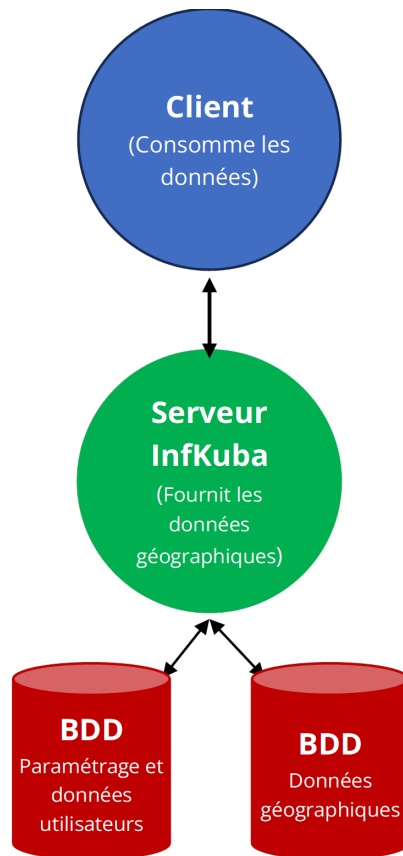 Client
(Consomme les
données)
Serveur
InfKuba
(Fournit les
données
géographiques)
BDD
Paramétrage et
données
utilisateurs
BDD
Données
géographiques